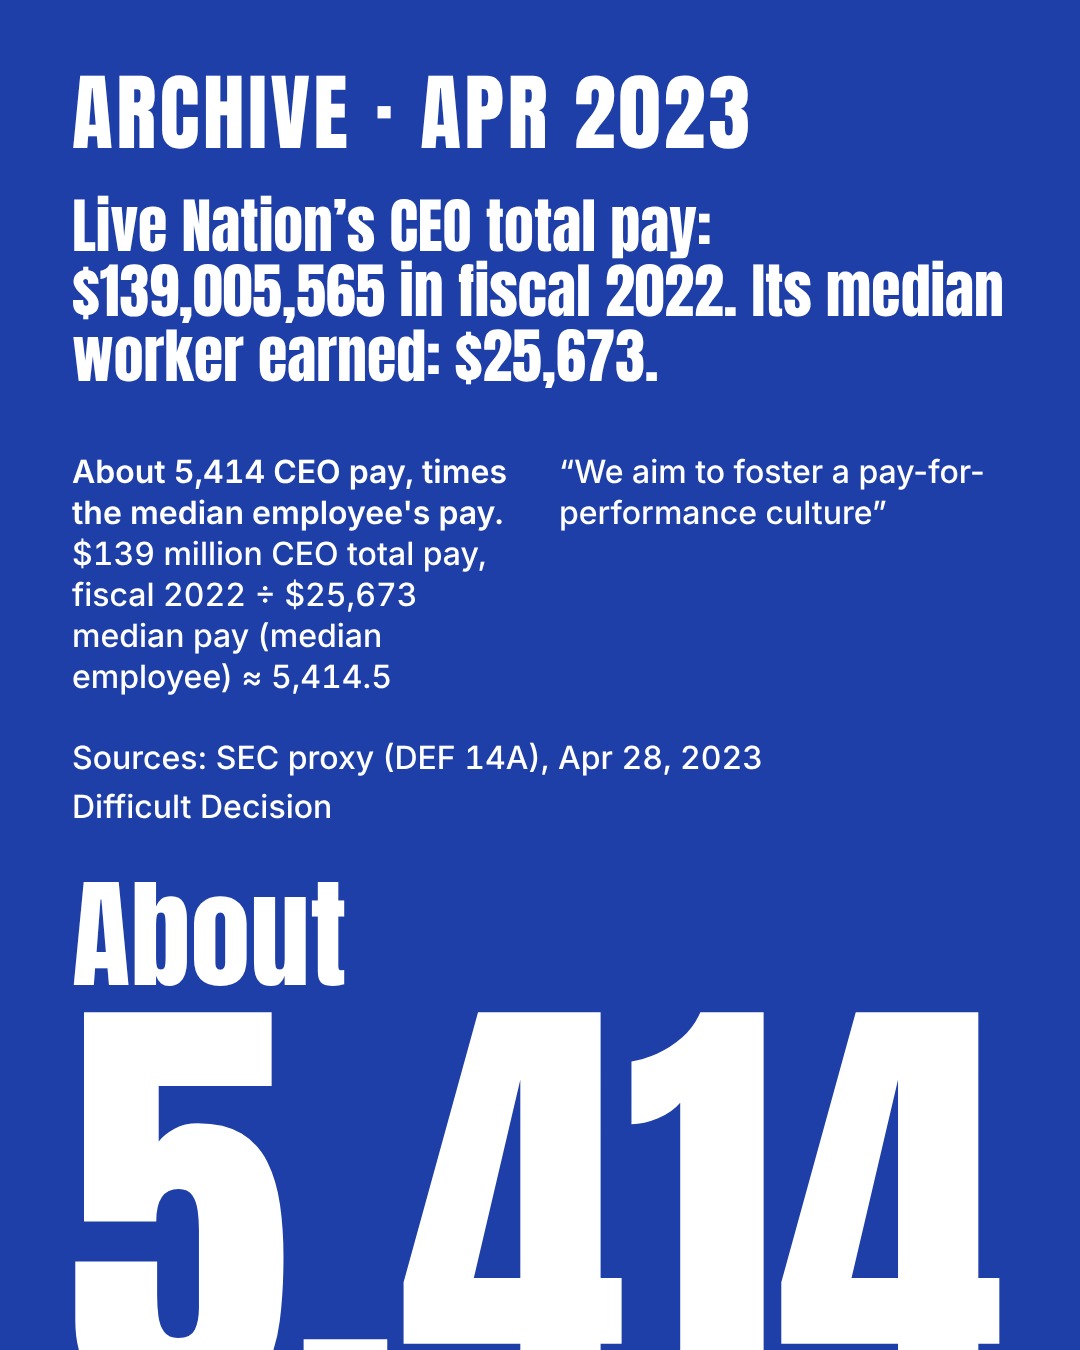 ARCHIVE · APR 2023
Live Nation’s CEO total pay:
$139,005,565 in fiscal 2022. Its median
worker earned: $25,673.
About 5,414 CEO pay, times
the median employee's pay.
$139 million CEO total pay,
fiscal 2022 ÷ $25,673
median pay (median
employee) ≈ 5,414.5
“We aim to foster a pay-for-
performance culture”
Sources: SEC proxy (DEF 14A), Apr 28, 2023
Difficult Decision
About
5,414